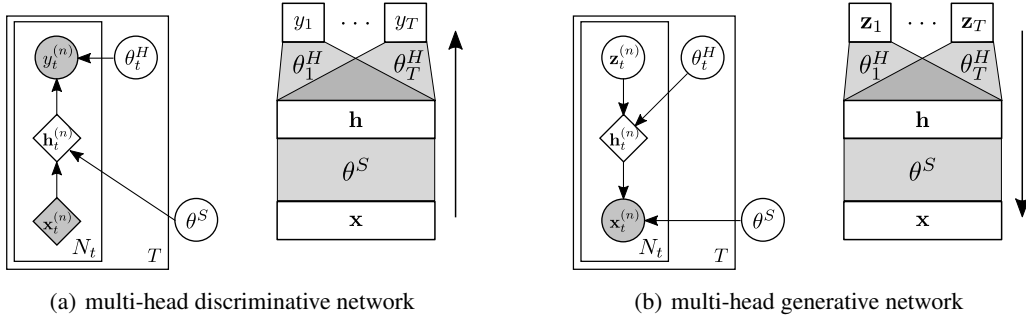 y_t^{(n)}
θ_t^H
h_t^{(n)}
x_t^{(n)}
θ^S
N_t
T
y_1 ··· y_T
θ_1^H θ_T^H
h
θ^S
x
(a) multi-head discriminative network
z_t^{(n)}
θ_t^H
h_t^{(n)}
x_t^{(n)}
θ^S
N_t
T
z_1 ··· z_T
θ_1^H θ_T^H
h
θ^S
x
(b) multi-head generative network